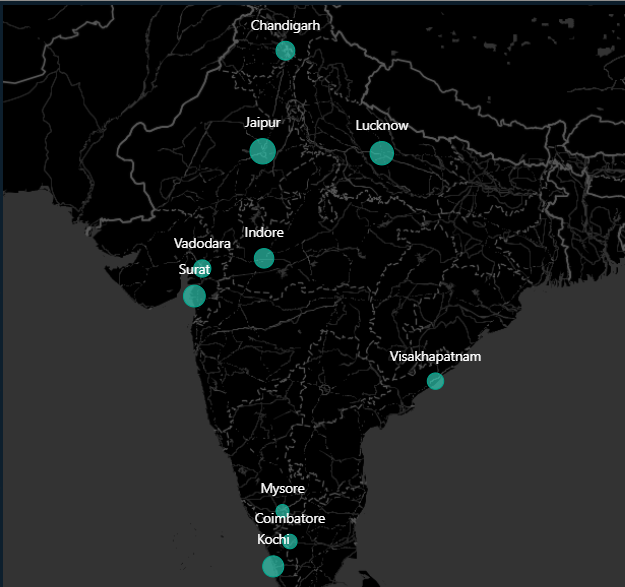 Chandigarh
Jaipur
Lucknow
Indore
Vadodara
Surat
Visakhapatnam
Mysore
Coimbatore
Kochi